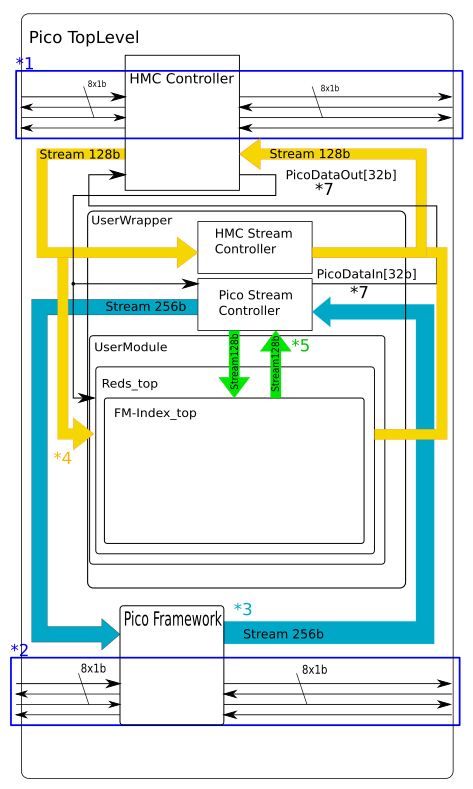 Pico TopLevel
*1
8x1b
HMC Controller
8x1b
Stream 128b
Stream 128b
PicoDataOut[32b]
*7
UserWrapper
HMC Stream
Controller
PicoDataIn[32b]
*7
Pico Stream
Controller
Stream 256b
Stream128b
Stream128b
*5
UserModule
Reds_top
FM-Index_top
*4
*3
Pico Framework
Stream 256b
*2
8x1b
8x1b